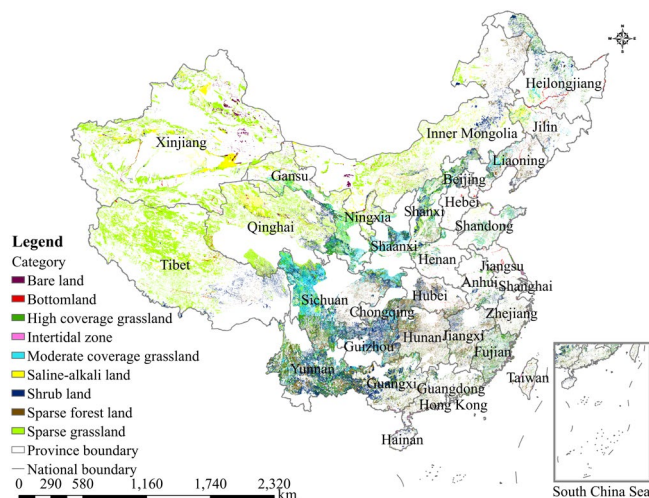 Heilongjiang
Jilin
Inner Mongolia
Liaoning
Xinjiang
Gansu
Beijing
Hebei
Ningxia
Shanxi
Shandong
Qinghai
Shaanxi
Henan
Jiangsu
Anhui
Shanghai
Tibet
Sichuan
Hubei
Chongqing
Zhejiang
Hunan
Jiangxi
Guizhou
Fujian
Yunnan
Guangxi
Guangdong
Taiwan
Hong Kong
Hainan
N
W
E
S
Legend
Category
Bare land
Bottomland
High coverage grassland
Intertidal zone
Moderate coverage grassland
Saline-alkali land
Shrub land
Sparse forest land
Sparse grassland
Province boundary
National boundary
0 290 580 1,160 1,740 2,320
km
South China Sea